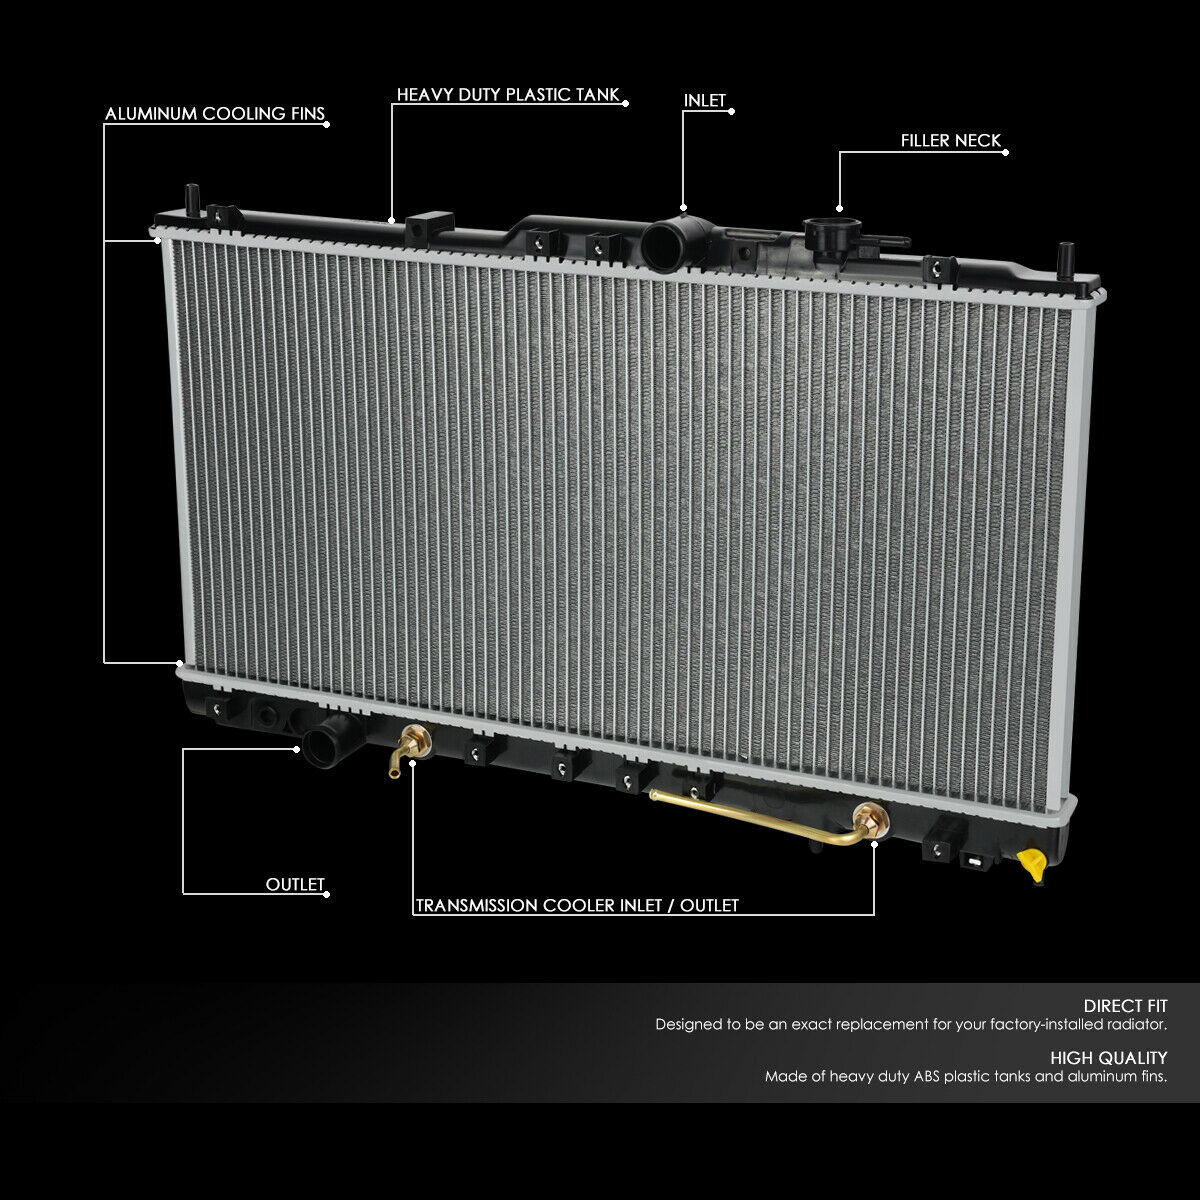 HEAVY DUTY PLASTIC TANK
INLET
ALUMINUM COOLING FINS
FILLER NECK
OUTLET
TRANSMISSION COOLER INLET / OUTLET
DIRECT FIT
Designed to be an exact replacement for your factory-installed radiator.
HIGH QUALITY
Made of heavy duty ABS plastic tanks and aluminum fins.